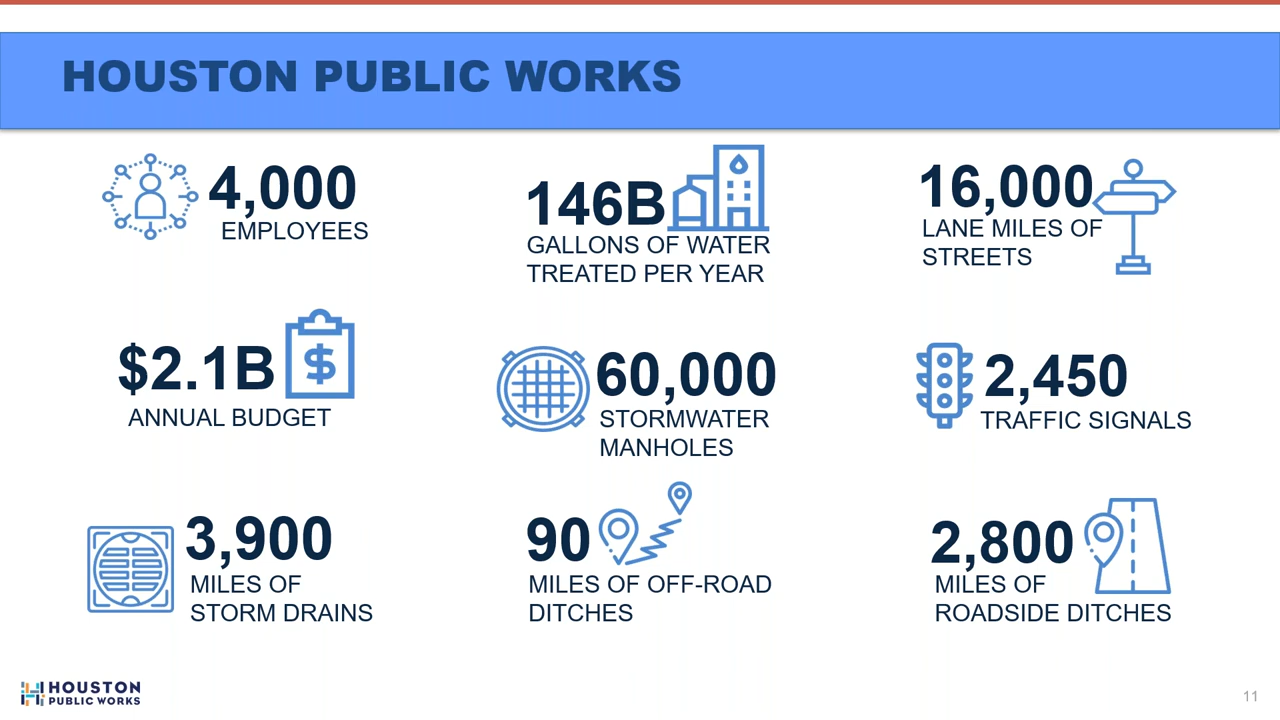 HOUSTON PUBLIC WORKS
4,000
EMPLOYEES
146B
GALLONS OF WATER
TREATED PER YEAR
16,000
LANE MILES OF
STREETS
$2.1B
$
ANNUAL BUDGET
60,000
STORMWATER
MANHOLES
2,450
TRAFFIC SIGNALS
3,900
MILES OF
STORM DRAINS
90
MILES OF OFF-ROAD
DITCHES
2,800
MILES OF
ROADSIDE DITCHES
HOUSTON
PUBLIC WORKS
11